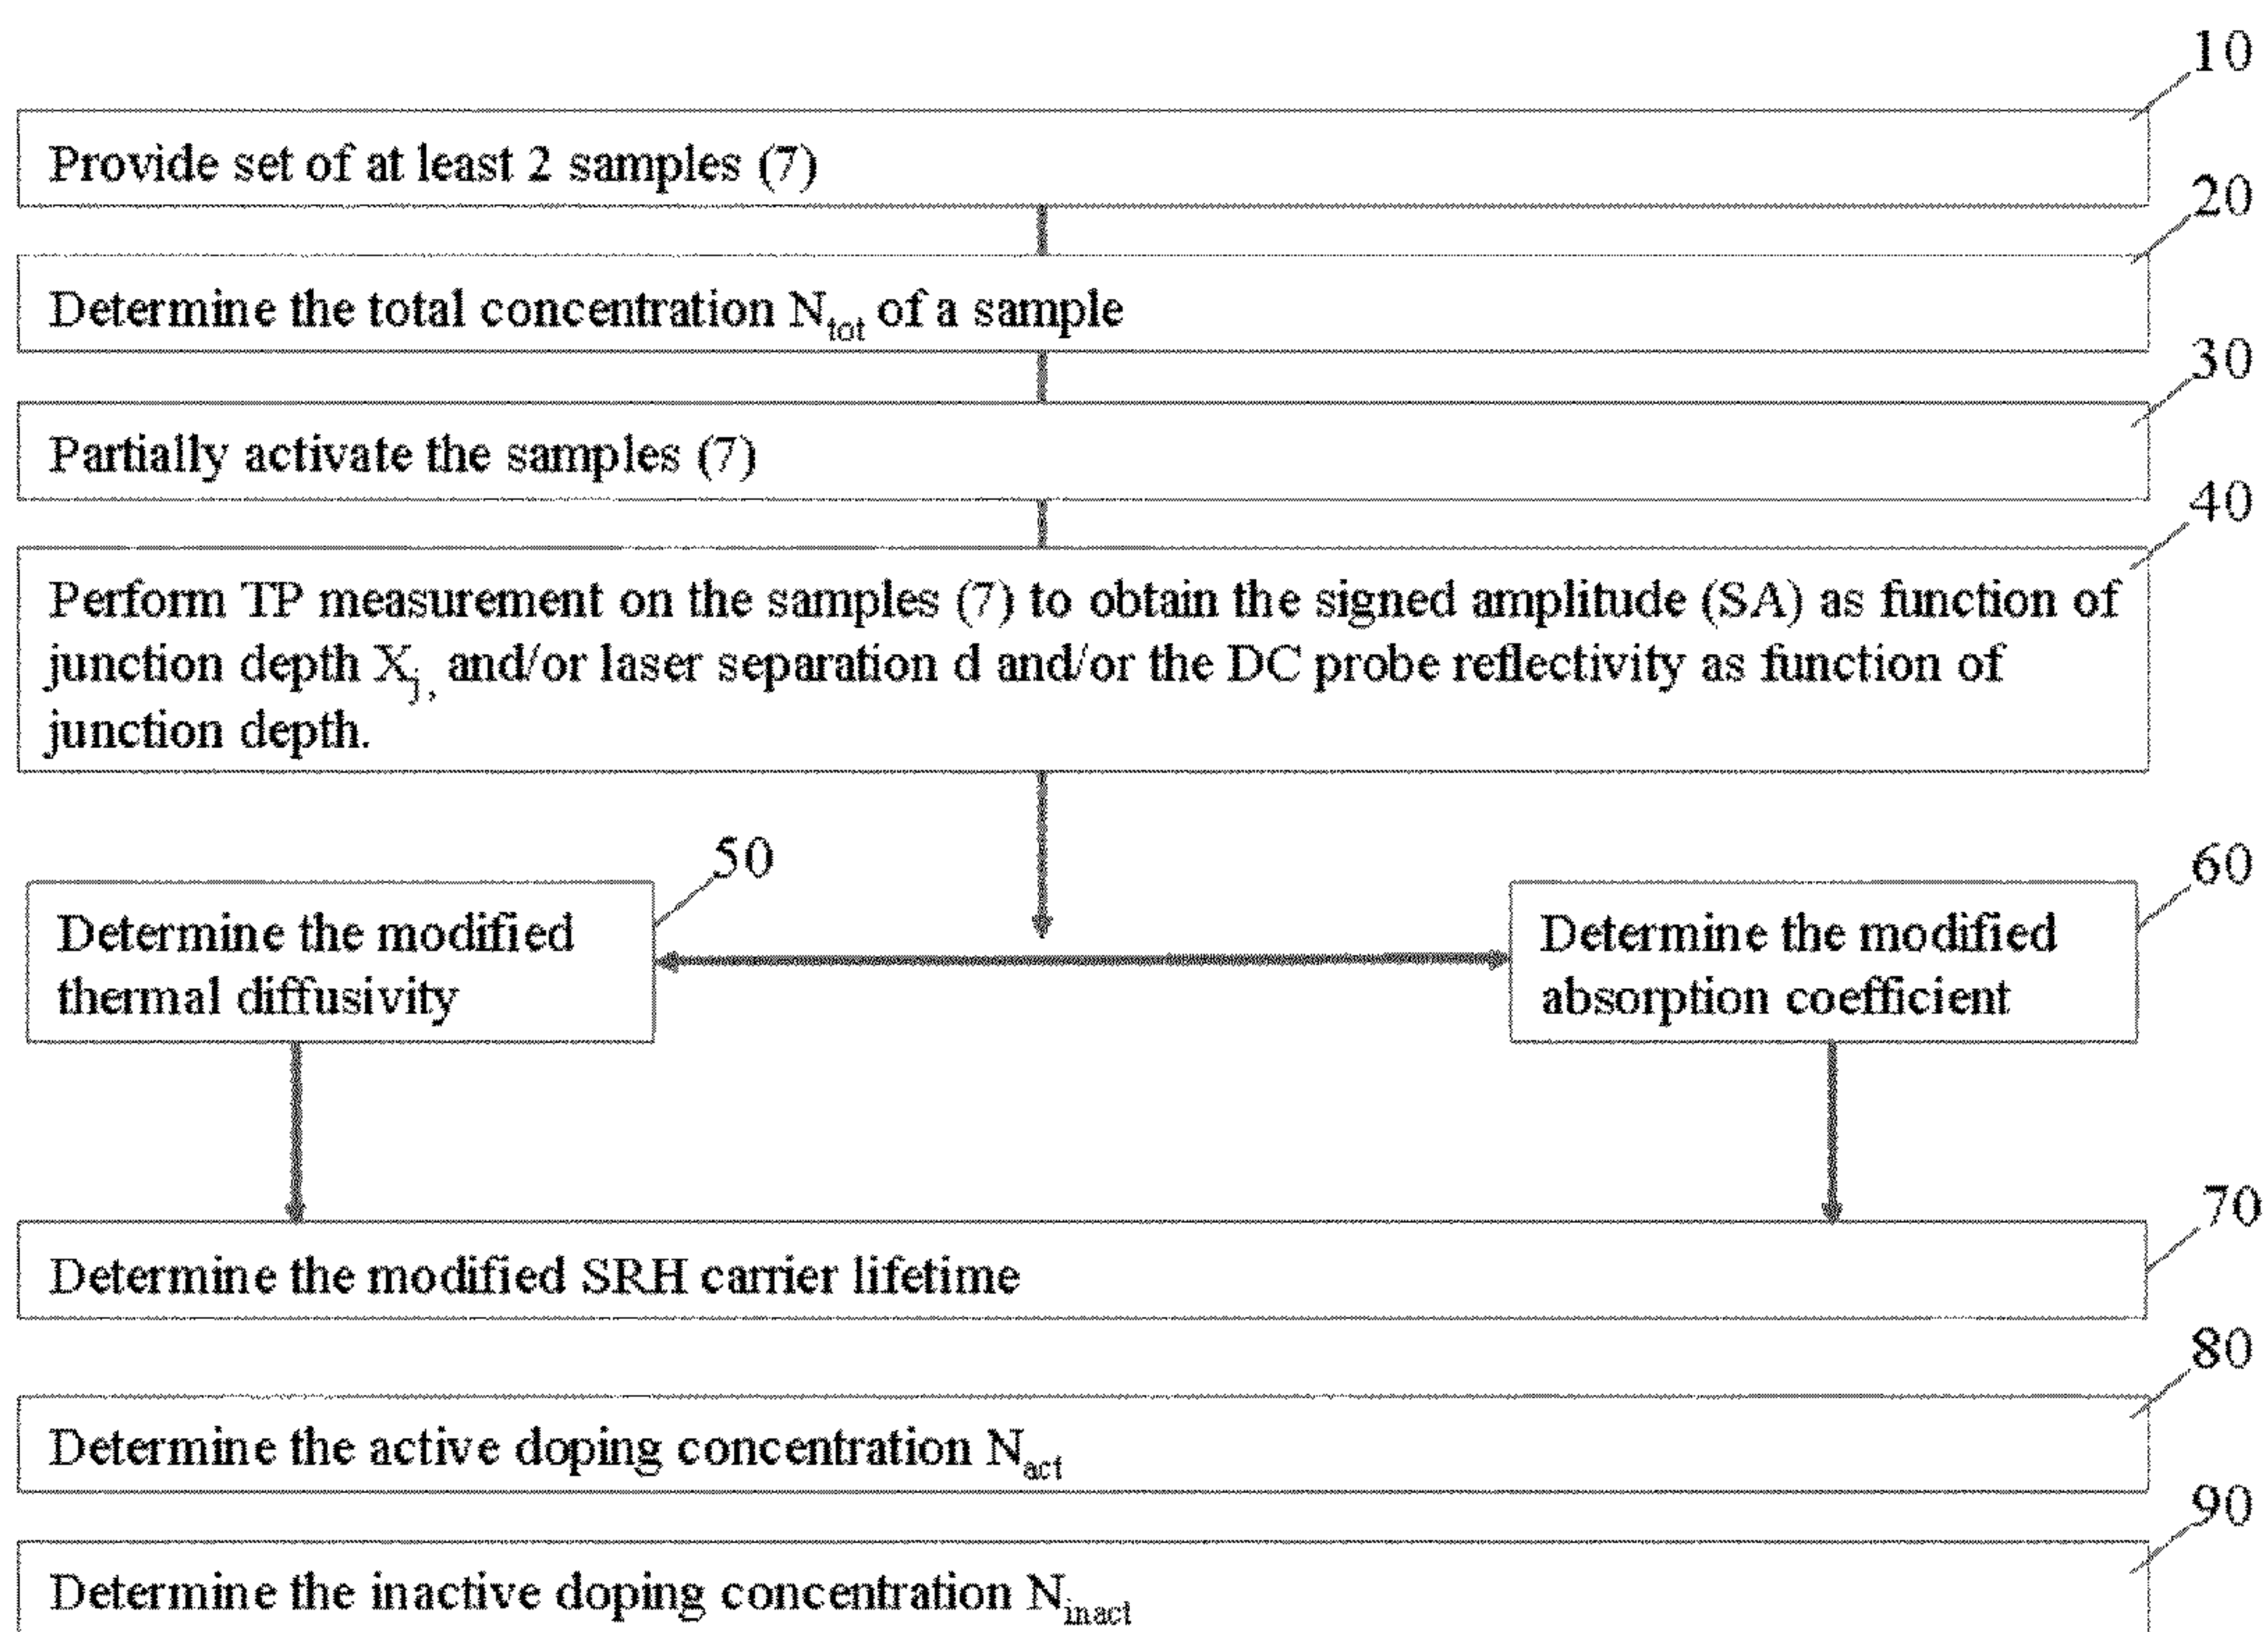 10
Provide set of at least 2 samples (7)
20
Determine the total concentration Ntot of a sample
30
Partially activate the samples (7)
40
Perform TP measurement on the samples (7) to obtain the signed amplitude (SA) as function of
junction depth Xj, and/or laser separation d and/or the DC probe reflectivity as function of
junction depth.
50
60
Determine the modified
thermal diffusivity
Determine the modified
absorption coefficient
70
Determine the modified SRH carrier lifetime
80
Determine the active doping concentration Nact
90
Determine the inactive doping concentration Ninact